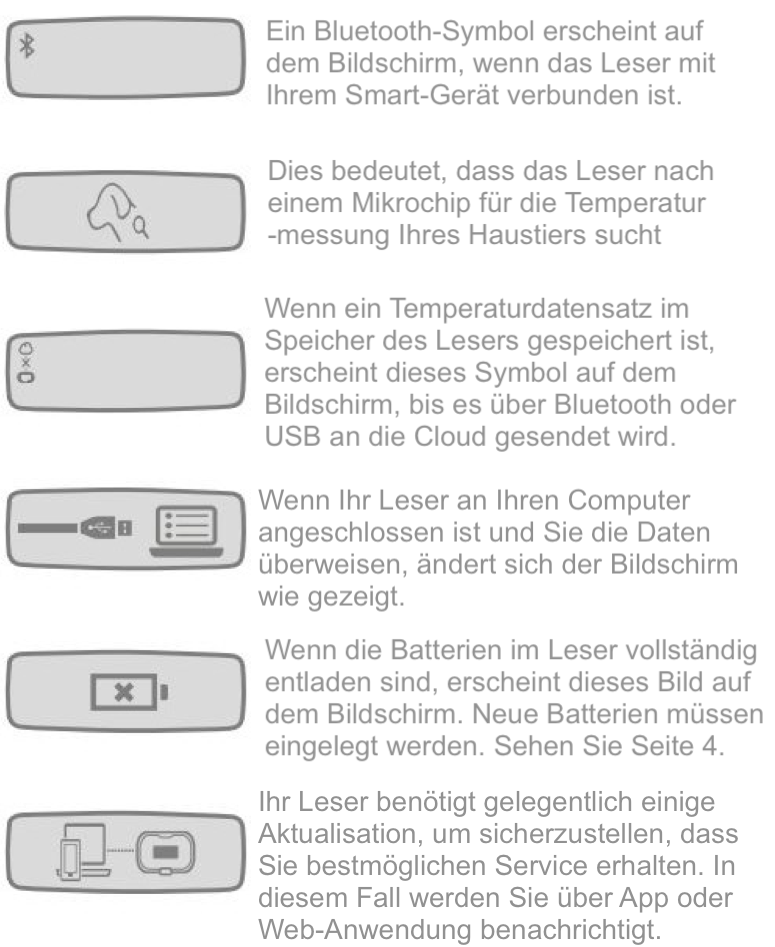 Ein Bluetooth-Symbol erscheint auf
dem Bildschirm, wenn das Leser mit
Ihrem Smart-Gerät verbunden ist.
Dies bedeutet, dass das Leser nach
einem Mikrochip für die Temperatur
-messung Ihres Haustiers sucht
Wenn ein Temperaturdatensatz im
Speicher des Lesers gespeichert ist,
erscheint dieses Symbol auf dem
Bildschirm, bis es über Bluetooth oder
USB an die Cloud gesendet wird.
Wenn Ihr Leser an Ihren Computer
angeschlossen ist und Sie die Daten
überweisen, ändert sich der Bildschirm
wie gezeigt.
Wenn die Batterien im Leser vollständig
entladen sind, erscheint dieses Bild auf
dem Bildschirm. Neue Batterien müssen
eingelegt werden. Sehen Sie Seite 4.
Ihr Leser benötigt gelegentlich einige
Aktualisation, um sicherzustellen, dass
Sie bestmöglichen Service erhalten. In
diesem Fall werden Sie über App oder
Web-Anwendung benachrichtigt.